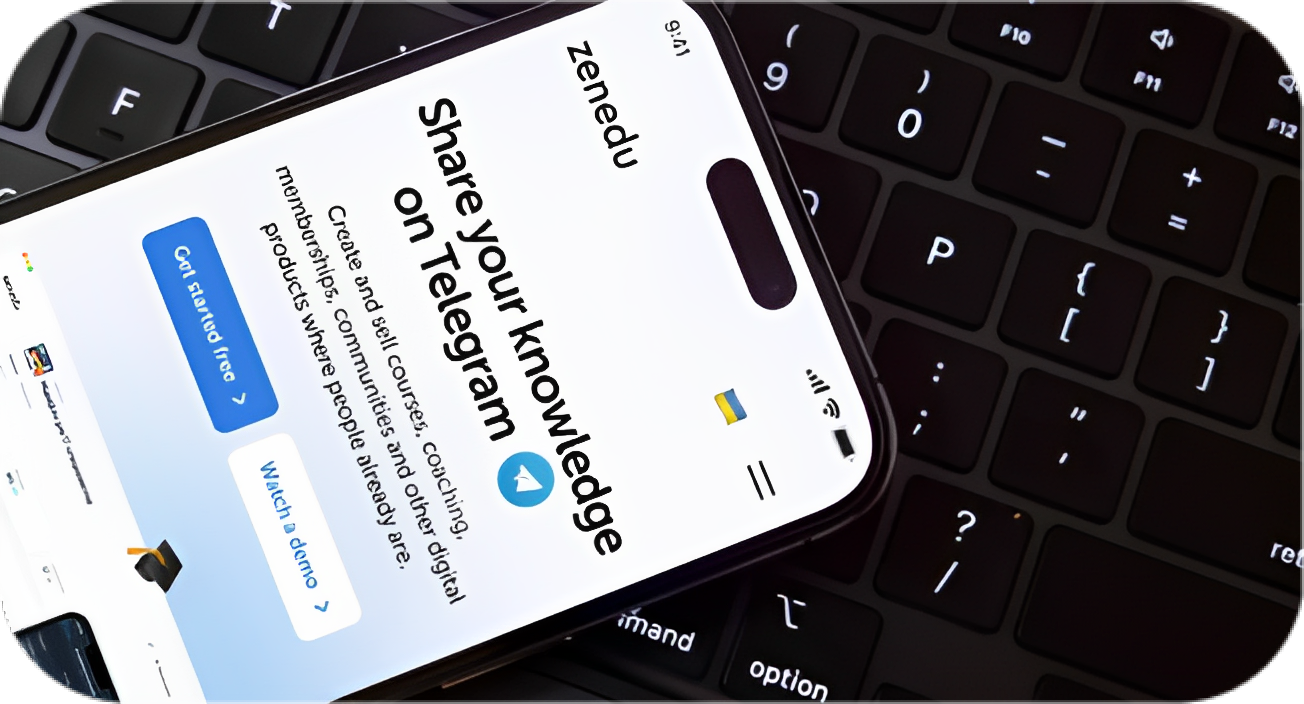 9:41
zenedu
Share your knowledge
on Telegram
Create and sell courses, coaching,
memberships, communities and other digital
products where people already are.
Get started free >
Watch a demo >
T
F
(
9
)
0
F10
F11
F12
_
-
+
=
P
{
[
}
]
:
;
"
'
?
/
ret
mand
option